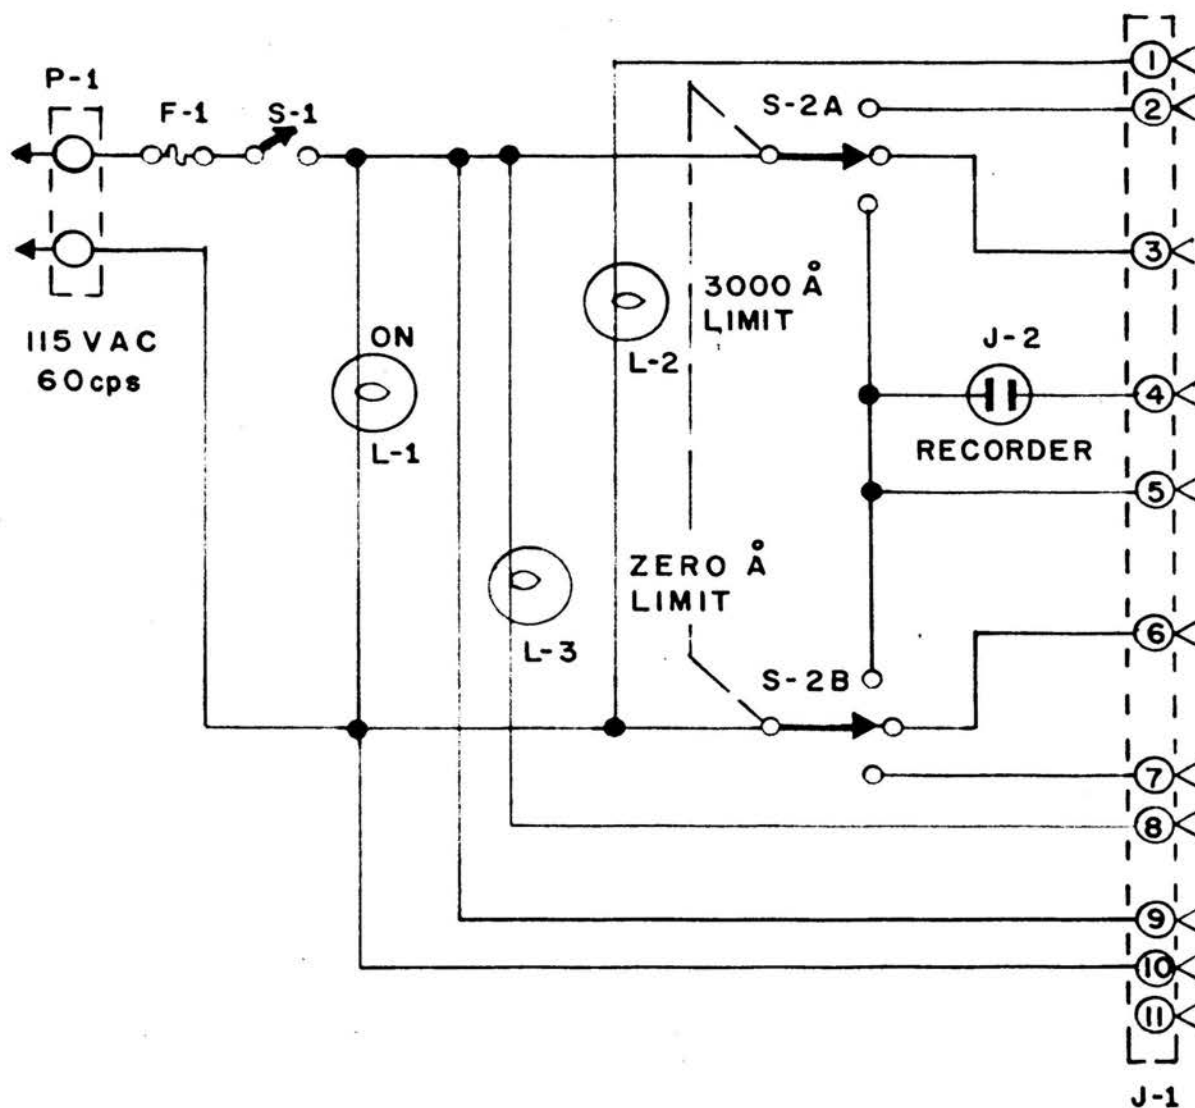 P-1
F-1
S-1
115 VAC
60cps
ON
L-1
L-2
L-3
3000 Å
LIMIT
ZERO Å
LIMIT
S-2A
S-2B
J-2
RECORDER
1
2
3
4
5
6
7
8
9
10
11
J-1